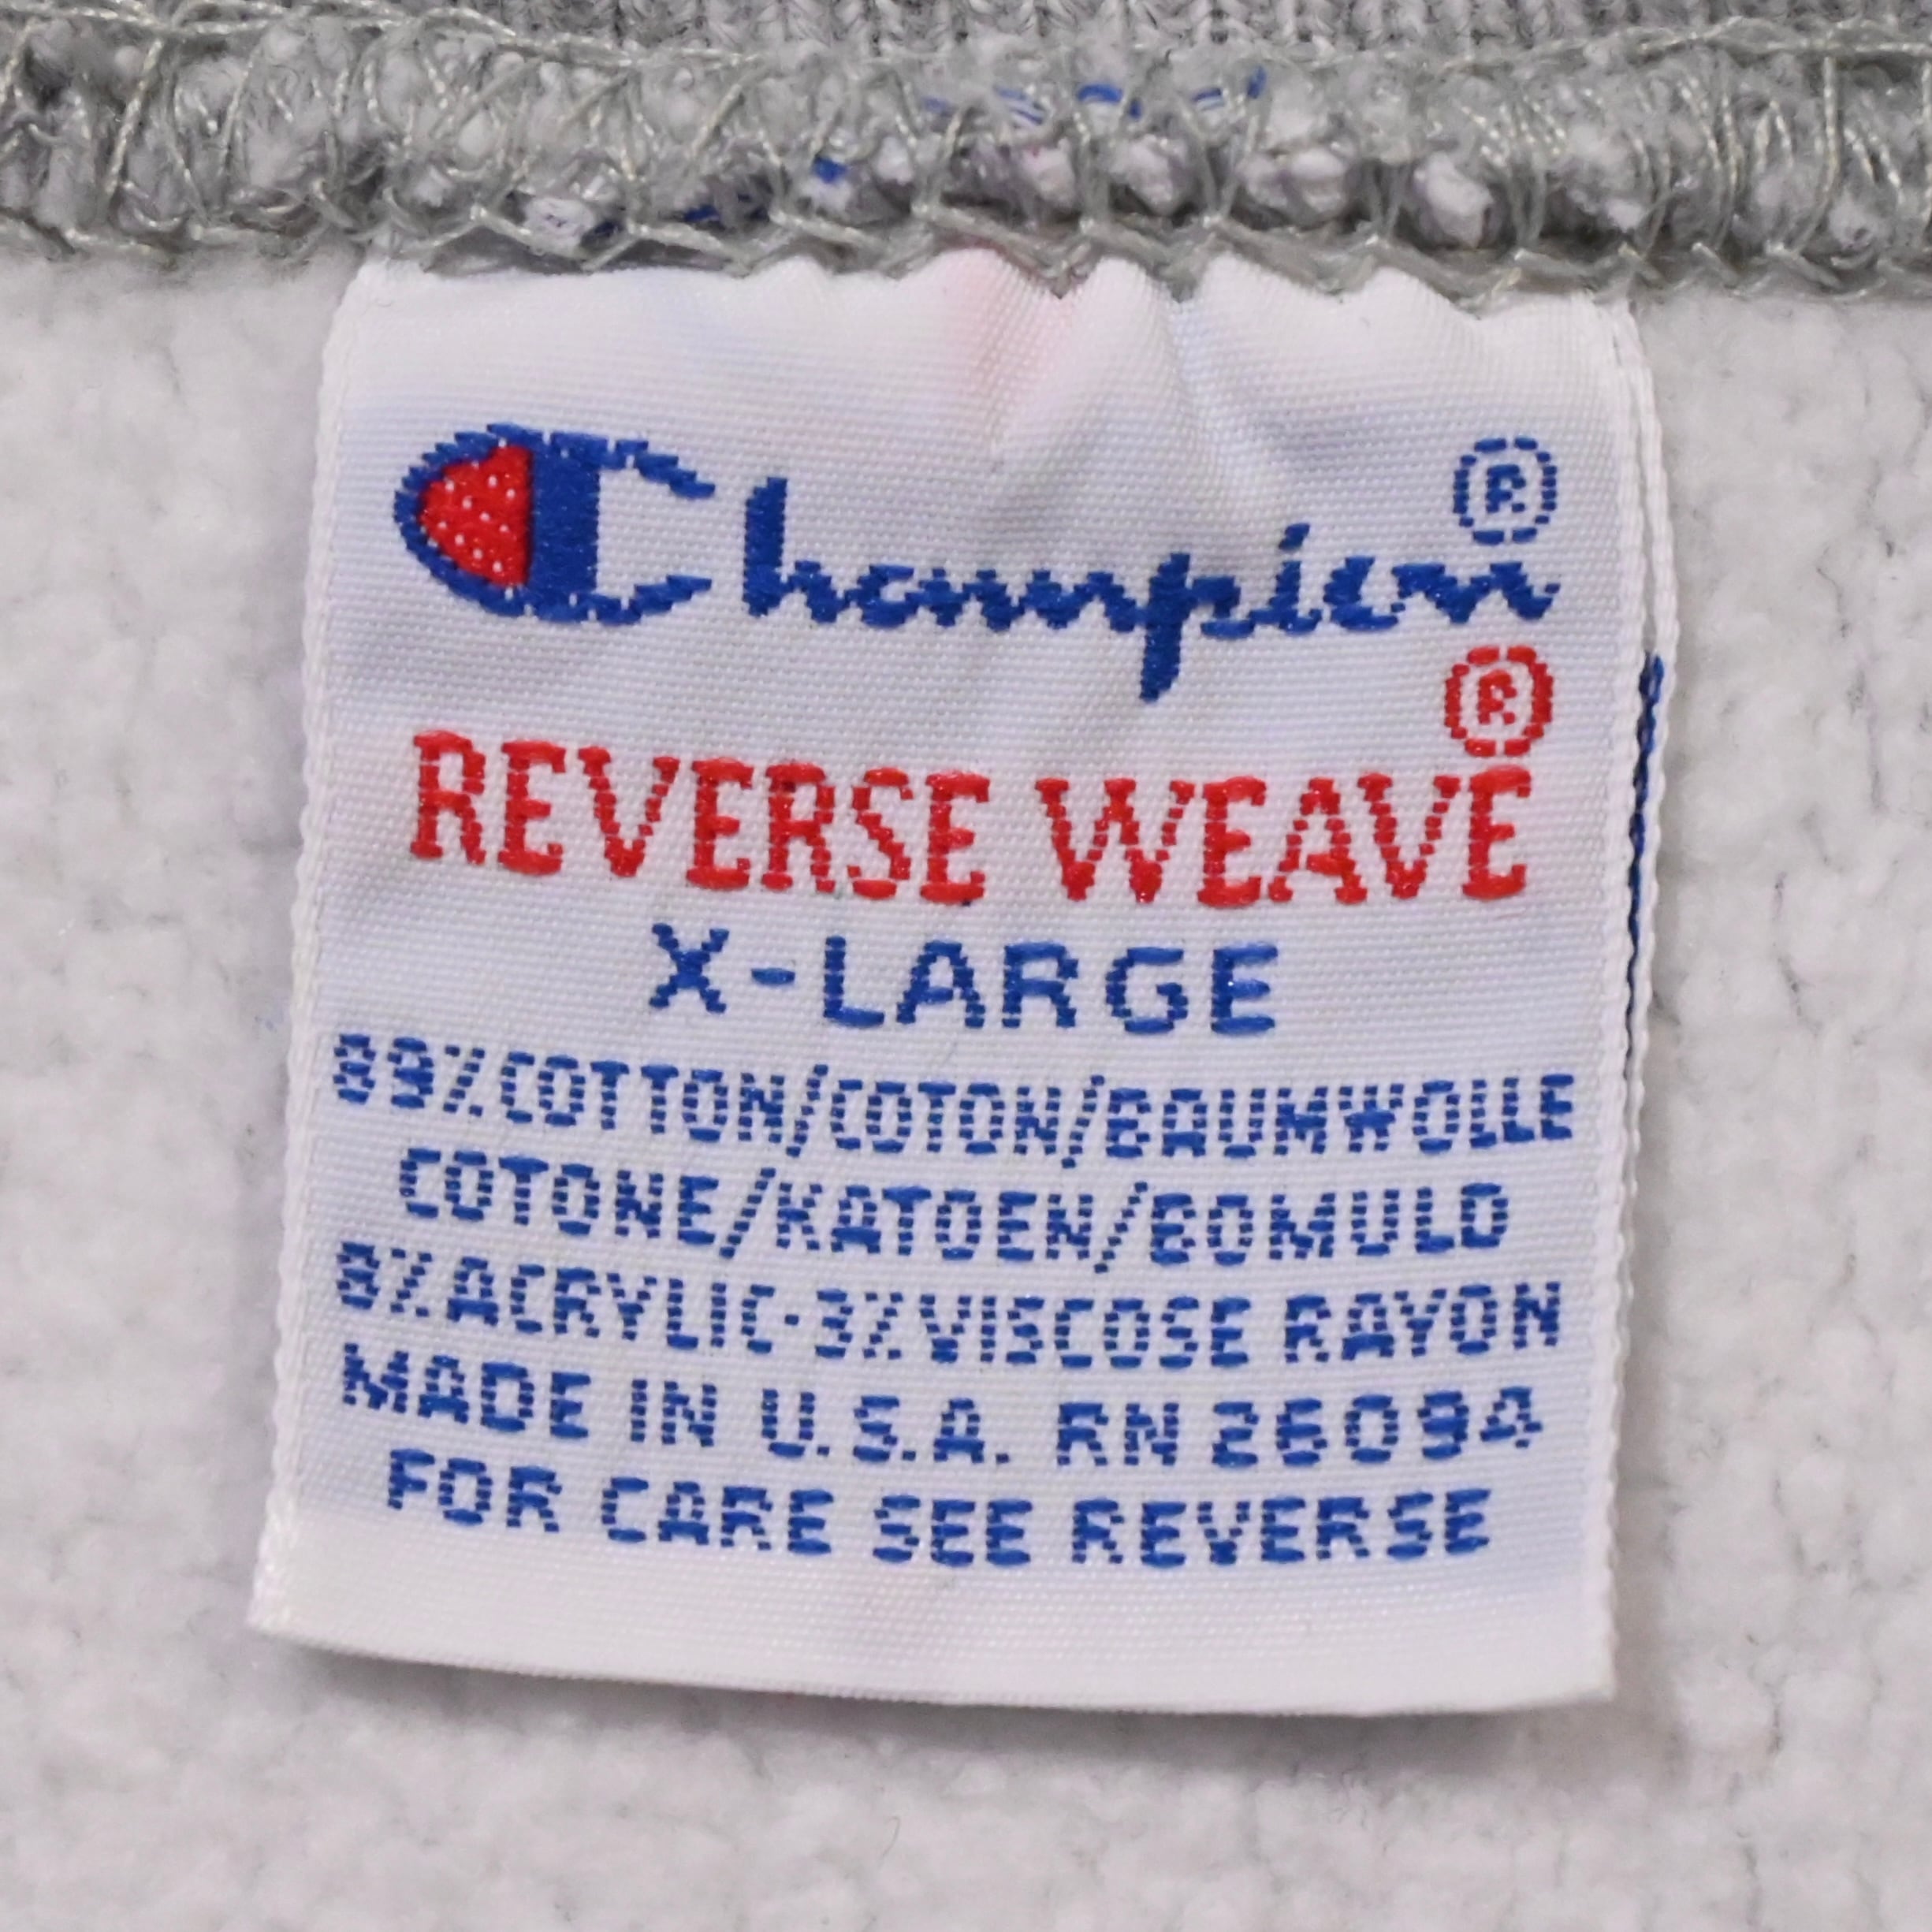 Champion®
REVERSE WEAVE®
X-LARGE
89%COTTON/COTON/BAUMWOLLE
COTONE/KATOEN/BOMULD
8%ACRYLIC·3%VISCOSE RAYON
MADE IN U.S.A. RN 26094
FOR CARE SEE REVERSE